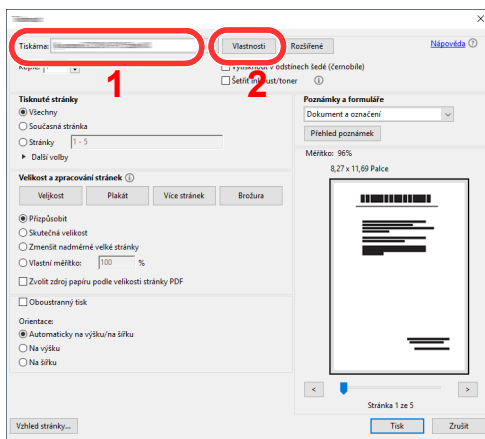 Tiskárna:
Vlastnosti
Rozšířené
Nápověda
Kopie: 1
Vytisknout v odstínech šedé (černobíle)
Šetřit inkoust/toner
1
2
Tisknuté stránky
Všechny
Současná stránka
Stránky 1 - 5
Další volby
Poznámky a formuláře
Dokument a označení
Přehled poznámek
Velikost a zpracování stránek
Velikost
Plakát
Více stránek
Brožura
Přizpůsobit
Skutečná velikost
Zmenšit nadměrné velké stránky
Vlastní měřítko: 100 %
Zvolit zdroj papíru podle velikosti stránky PDF
Oboustranný tisk
Orientace:
Automaticky na výšku/na šířku
Na výšku
Na šířku
Měřítko: 96%
8,27 x 11,69 Palce
<
>
Stránka 1 ze 5
Vzhled stránky...
Tisk
Zrušit